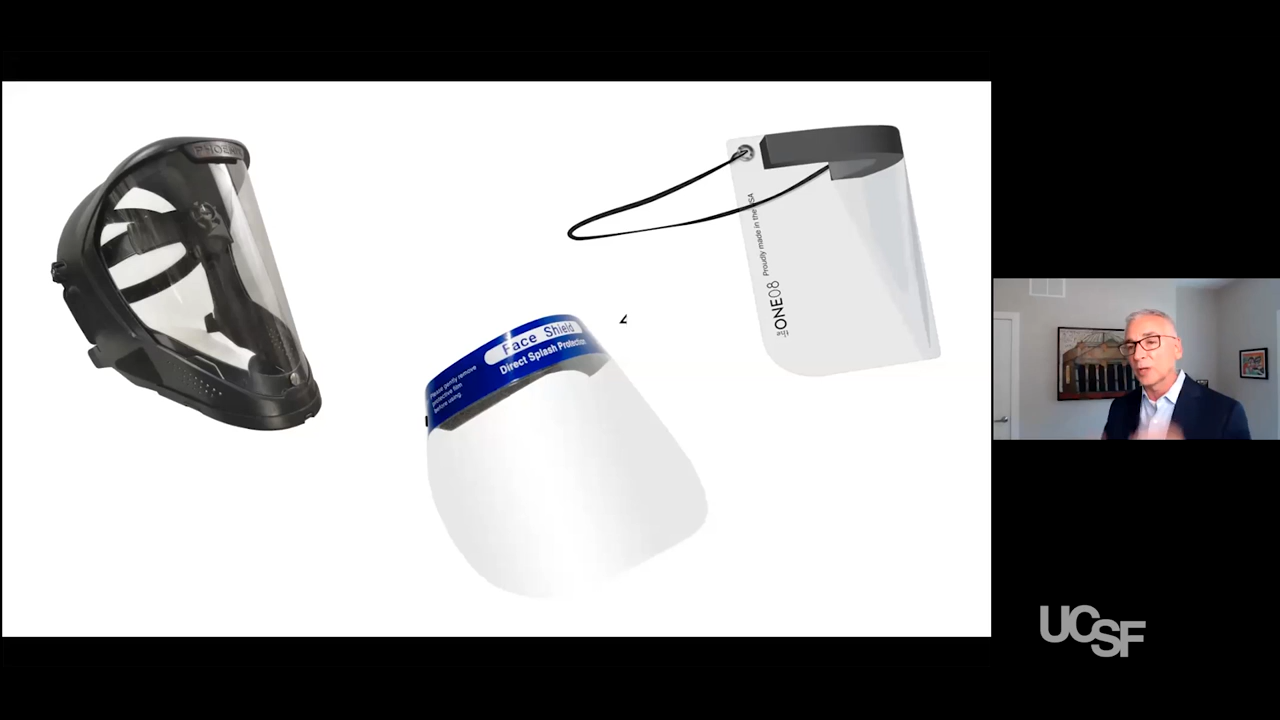 PHOENIX
the ONE08 Proudly made in the USA
Face Shield
Direct Splash Protection
Please gently remove
protective film
before using
UCSF